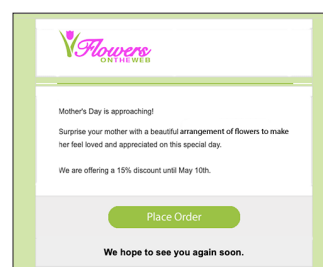 Flowers
ONTHEWEB
Mother's Day is approaching!
Surprise your mother with a beautiful arrangement of flowers to make
her feel loved and appreciated on this special day.
We are offering a 15% discount until May 10th.
Place Order
We hope to see you again soon.